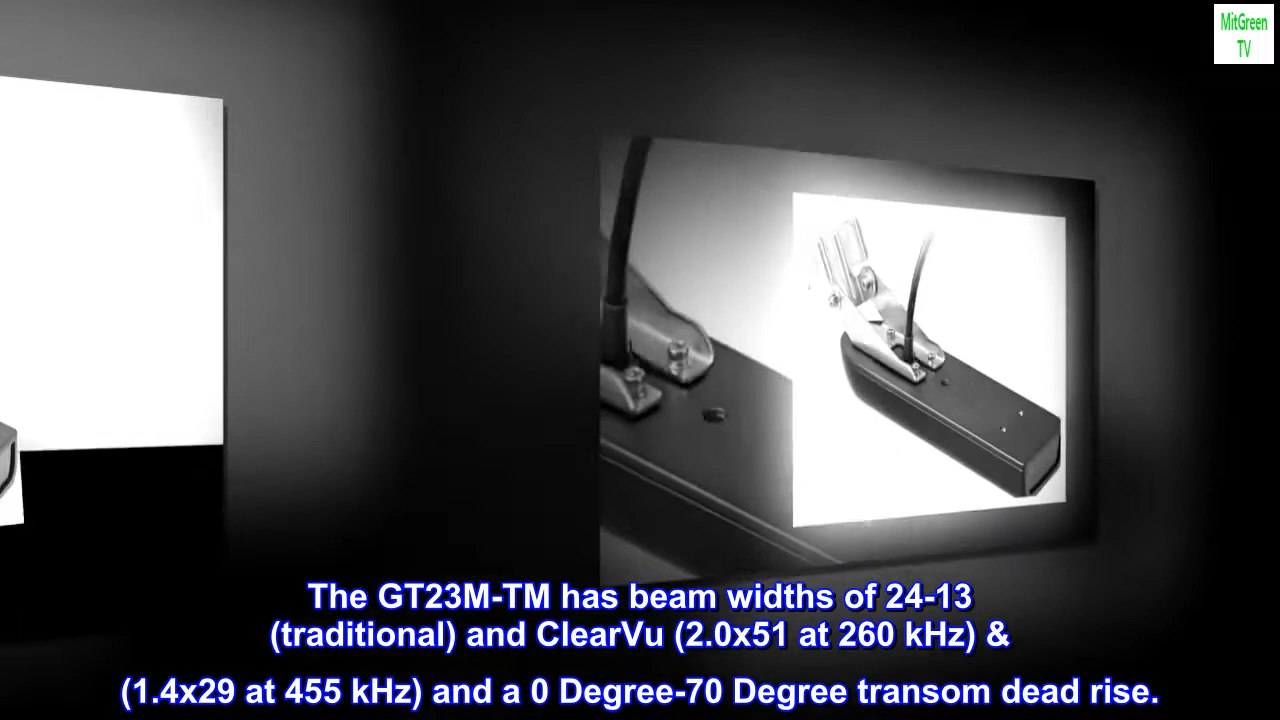 MitGreen
TV
The GT23M-TM has beam widths of 24-13
(traditional) and ClearVu (2.0x51 at 260 kHz) &
(1.4x29 at 455 kHz) and a 0 Degree-70 Degree transom dead rise.